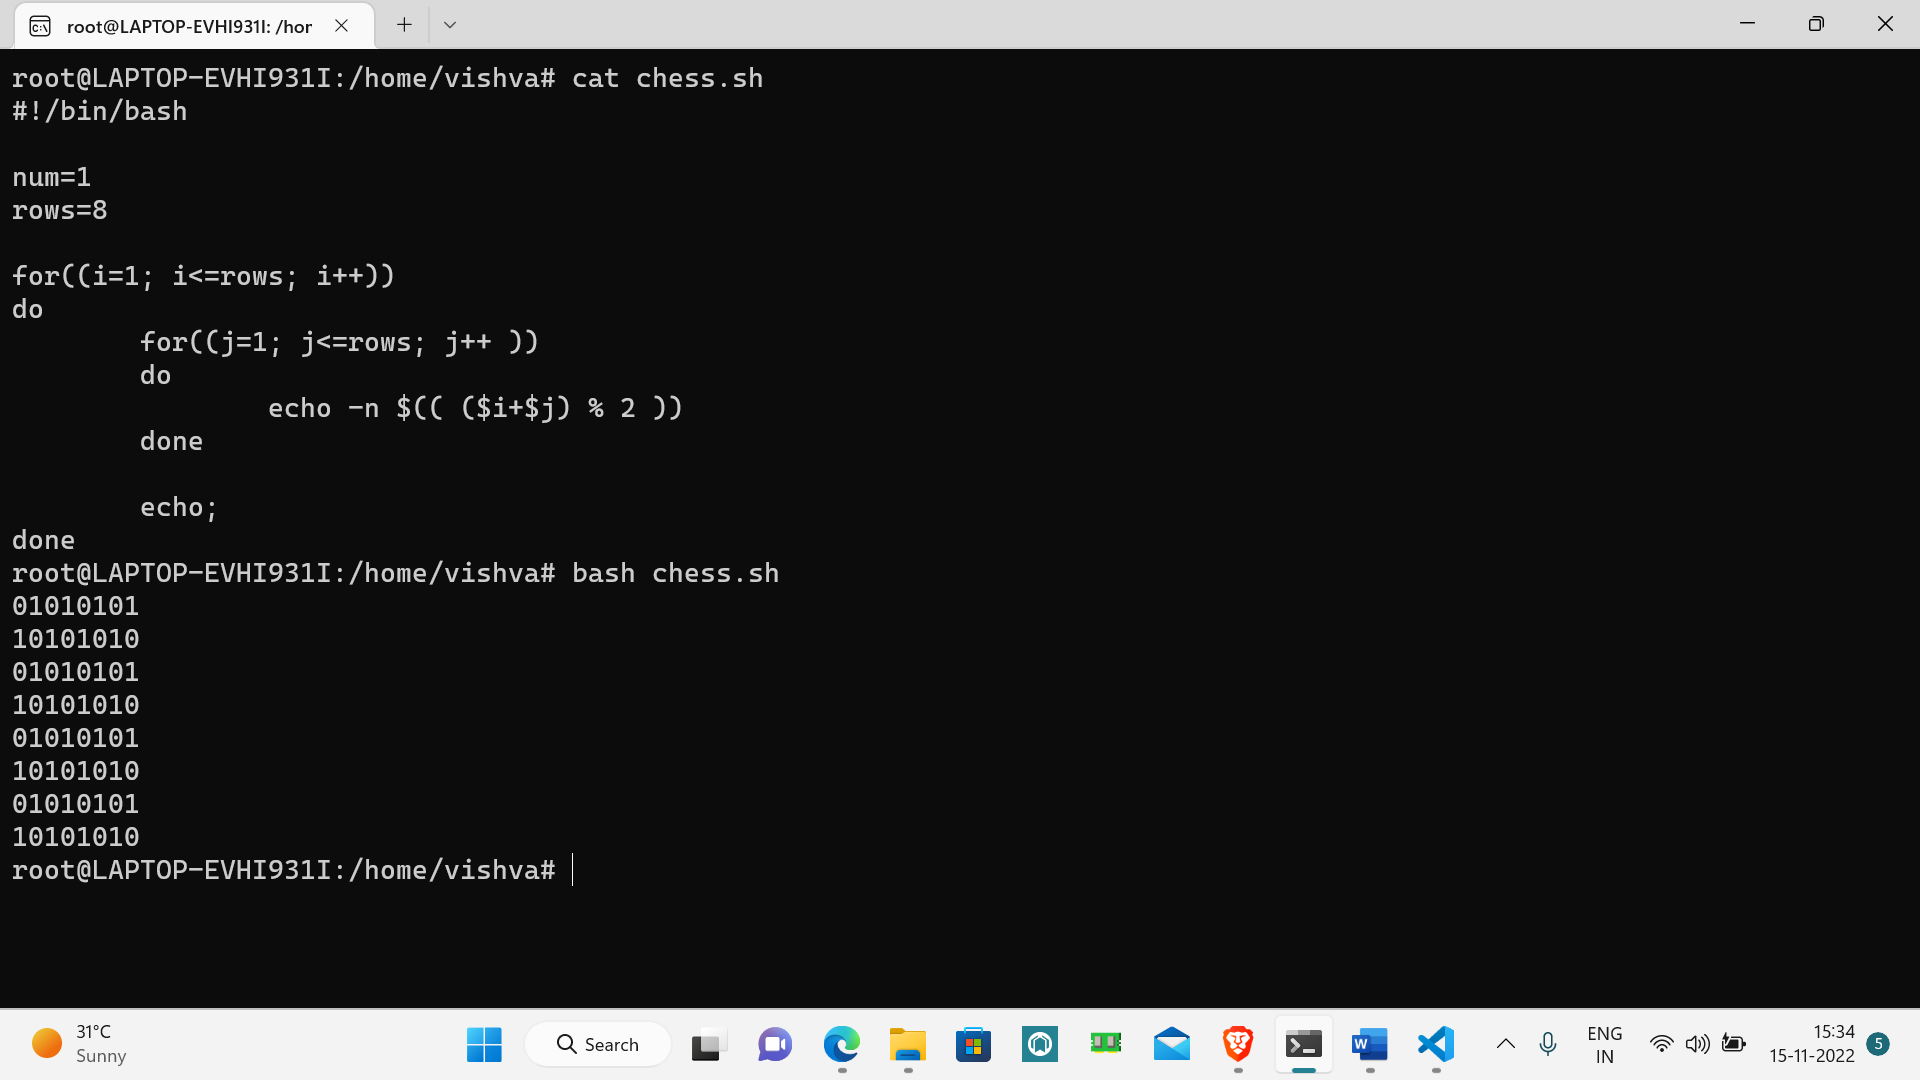 root@LAPTOP-EVHI931I: /hor
root@LAPTOP-EVHI931I:/home/vishva# cat chess.sh
#!/bin/bash
num=1
rows=8
for((i=1; i<=rows; i++))
do
for((j=1; j<=rows; j++ ))
do
echo -n $(( ($i+$j) % 2 ))
done
echo;
done
root@LAPTOP-EVHI931I:/home/vishva# bash chess.sh
01010101
10101010
01010101
10101010
01010101
10101010
01010101
10101010
root@LAPTOP-EVHI931I:/home/vishva#
31°C
Sunny
Search
ENG
IN
15:34
15-11-2022
5